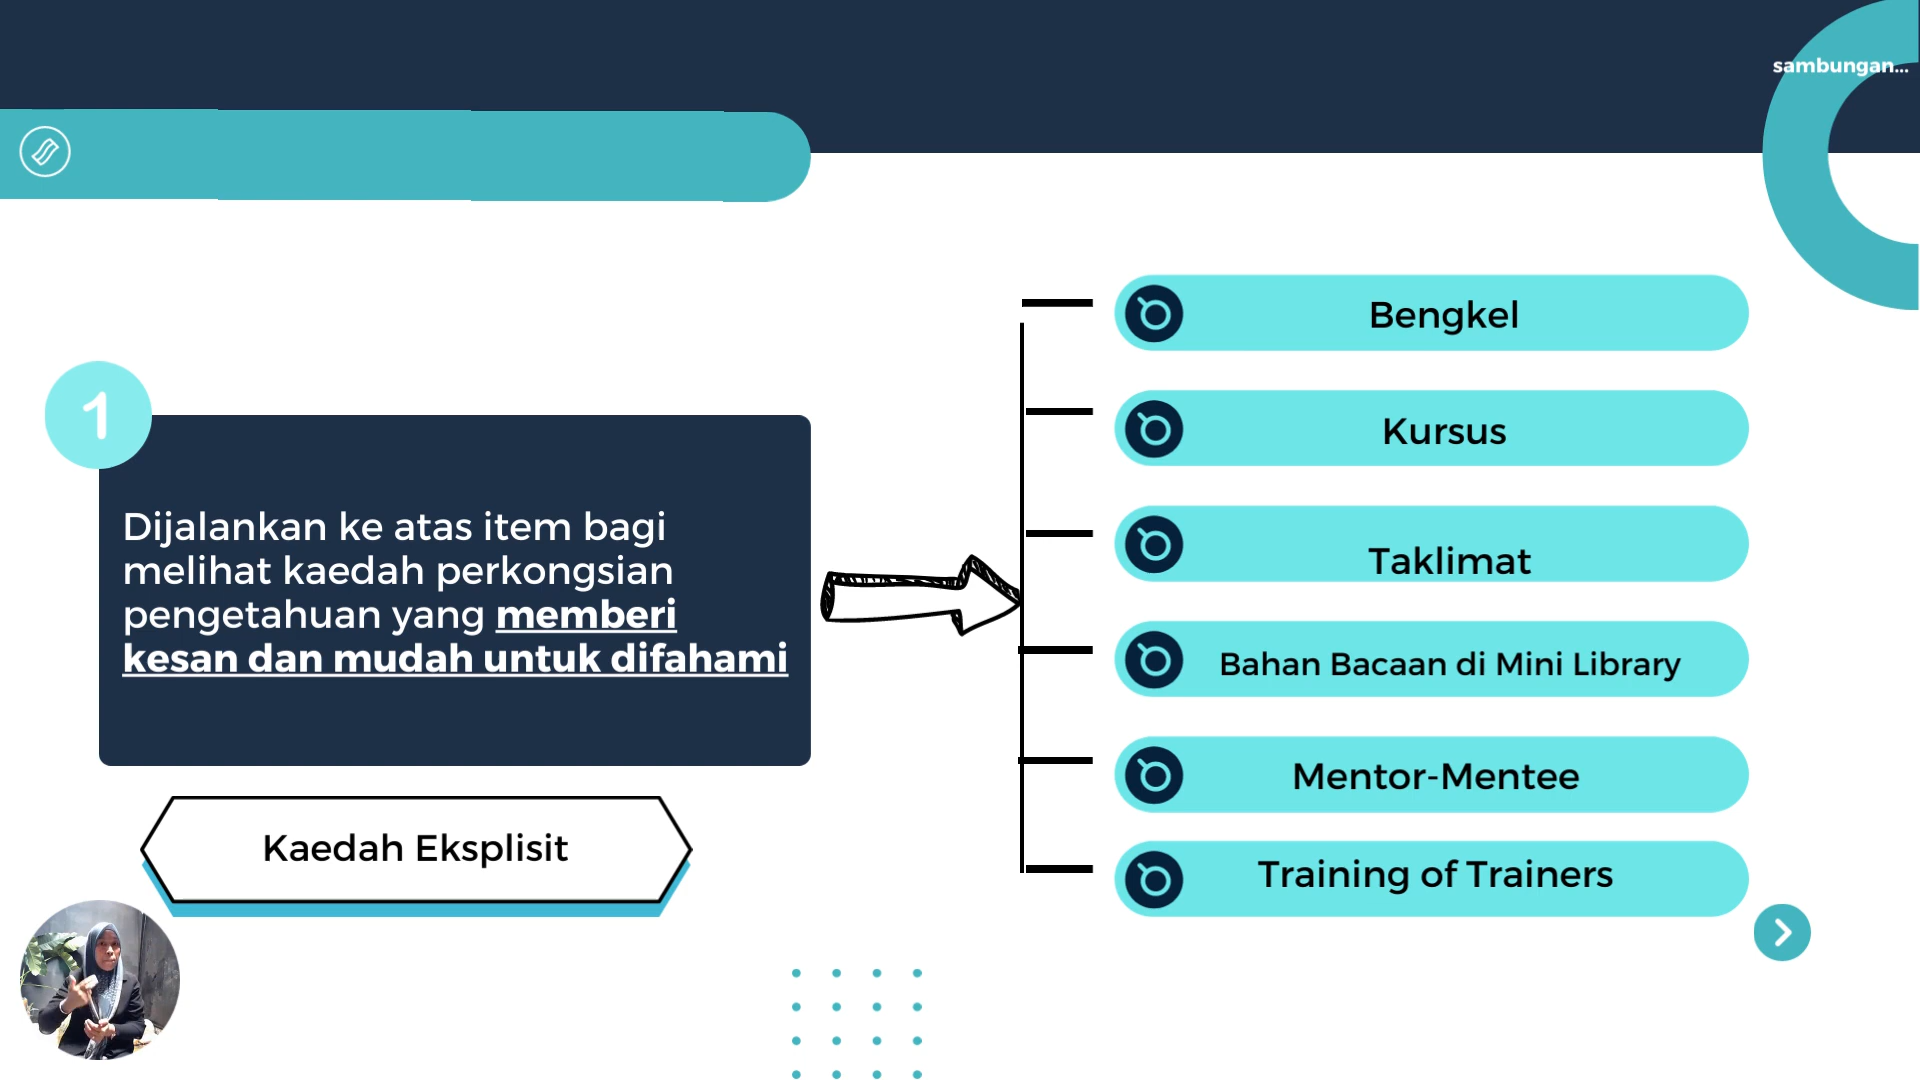 sambungan...
1
Dijalankan ke atas item bagi
melihat kaedah perkongsian
pengetahuan yang memberi
kesan dan mudah untuk difahami
Kaedah Eksplisit
Bengkel
Kursus
Taklimat
Bahan Bacaan di Mini Library
Mentor-Mentee
Training of Trainers